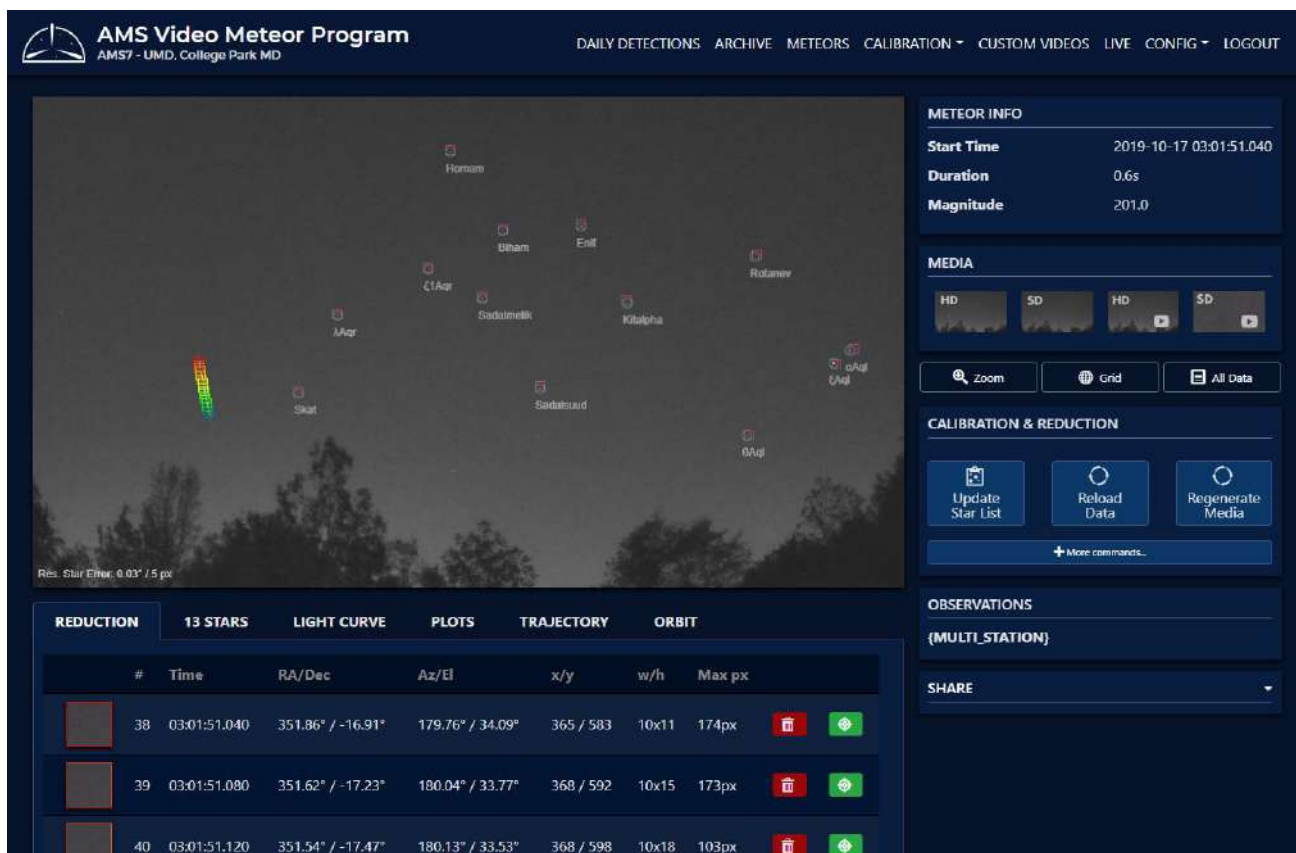 AMS Video Meteor Program
AMS7 - UMD. College Park MD
DAILY DETECTIONS ARCHIVE METEORS CALIBRATION CUSTOM VIDEOS LIVE CONFIG LOGOUT
Homam
Biham
Enif
Rotanev
ζ1Aqr
Sadalmelik
Kitalpha
λAqr
αAql
ζAql
Skat
Sadalsuud
θAql
Res. Star Error: 0.03° / 5 px
METEOR INFO
Start Time 2019-10-17 03:01:51.040
Duration 0.6s
Magnitude 201.0
MEDIA
HD SD HD SD
Zoom Grid All Data
CALIBRATION & REDUCTION
Update Star List
Reload Data
Regenerate Media
+More commands...
OBSERVATIONS
{MULTI_STATION}
SHARE
REDUCTION 13 STARS LIGHT CURVE PLOTS TRAJECTORY ORBIT
# Time RA/Dec Az/El x/y w/h Max px
38 03:01:51.040 351.86° / -16.91° 179.76° / 34.09° 365 / 583 10x11 174px
39 03:01:51.080 351.62° / -17.23° 180.04° / 33.77° 368 / 592 10x15 173px
40 03:01:51.120 351.54° / -17.47° 180.13° / 33.53° 368 / 598 10x18 103px